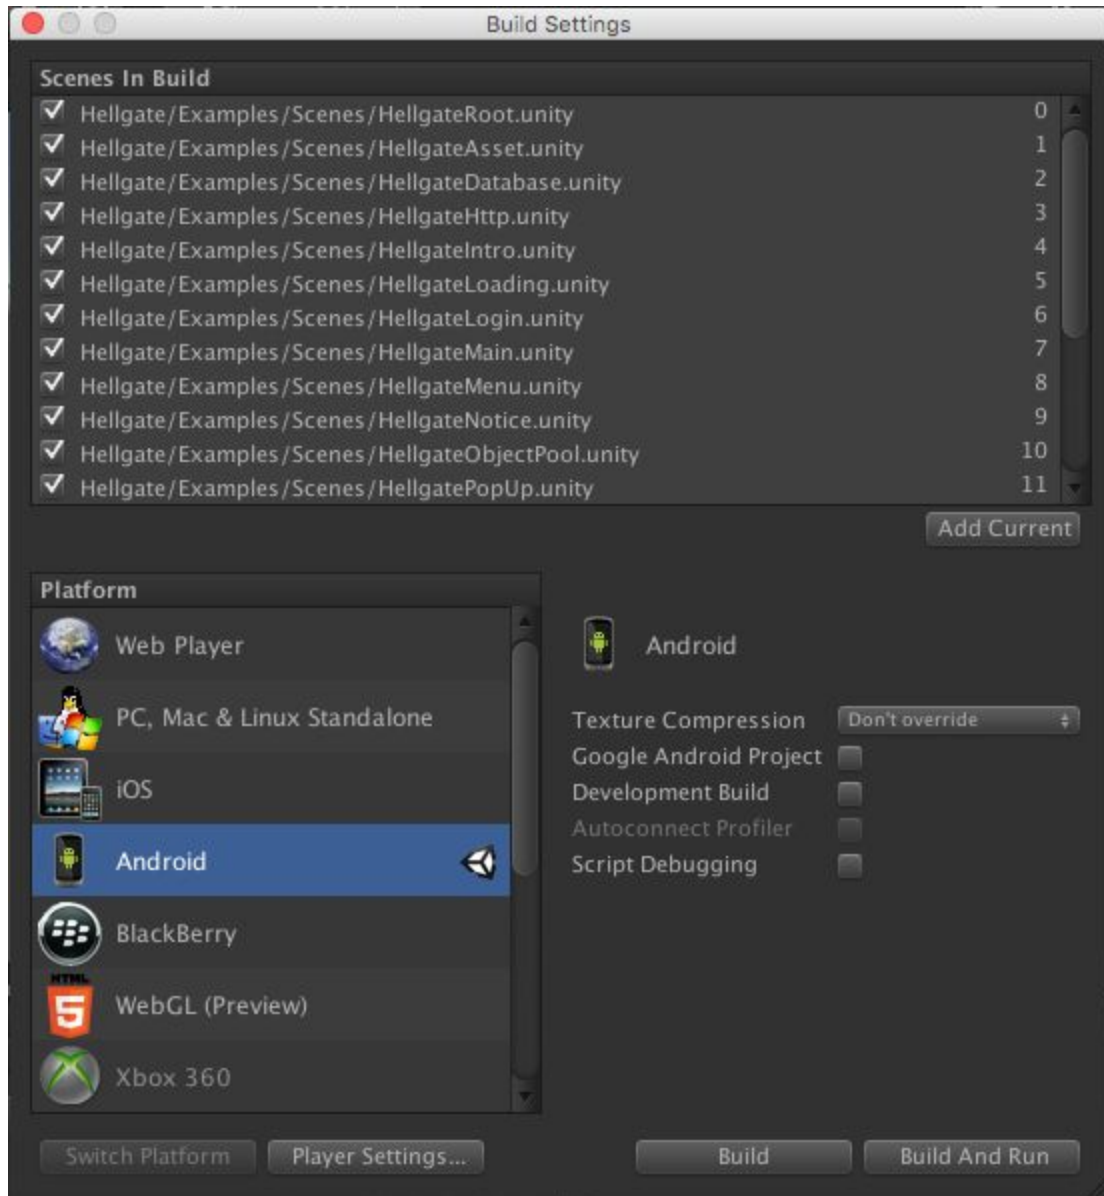 Build Settings
Scenes In Build
Hellgate/Examples/Scenes/HellgateRoot.unity 0
Hellgate/Examples/Scenes/HellgateAsset.unity 1
Hellgate/Examples/Scenes/HellgateDatabase.unity 2
Hellgate/Examples/Scenes/HellgateHttp.unity 3
Hellgate/Examples/Scenes/HellgateIntro.unity 4
Hellgate/Examples/Scenes/HellgateLoading.unity 5
Hellgate/Examples/Scenes/HellgateLogin.unity 6
Hellgate/Examples/Scenes/HellgateMain.unity 7
Hellgate/Examples/Scenes/HellgateMenu.unity 8
Hellgate/Examples/Scenes/HellgateNotice.unity 9
Hellgate/Examples/Scenes/HellgateObjectPool.unity 10
Hellgate/Examples/Scenes/HellgatePopUp.unity 11
Add Current
Platform
Web Player
PC, Mac & Linux Standalone
iOS
Android
BlackBerry
HTML
5
WebGL (Preview)
Xbox 360
Android
Texture Compression Don't override
Google Android Project
Development Build
Autoconnect Profiler
Script Debugging
Switch Platform Player Settings... Build Build And Run